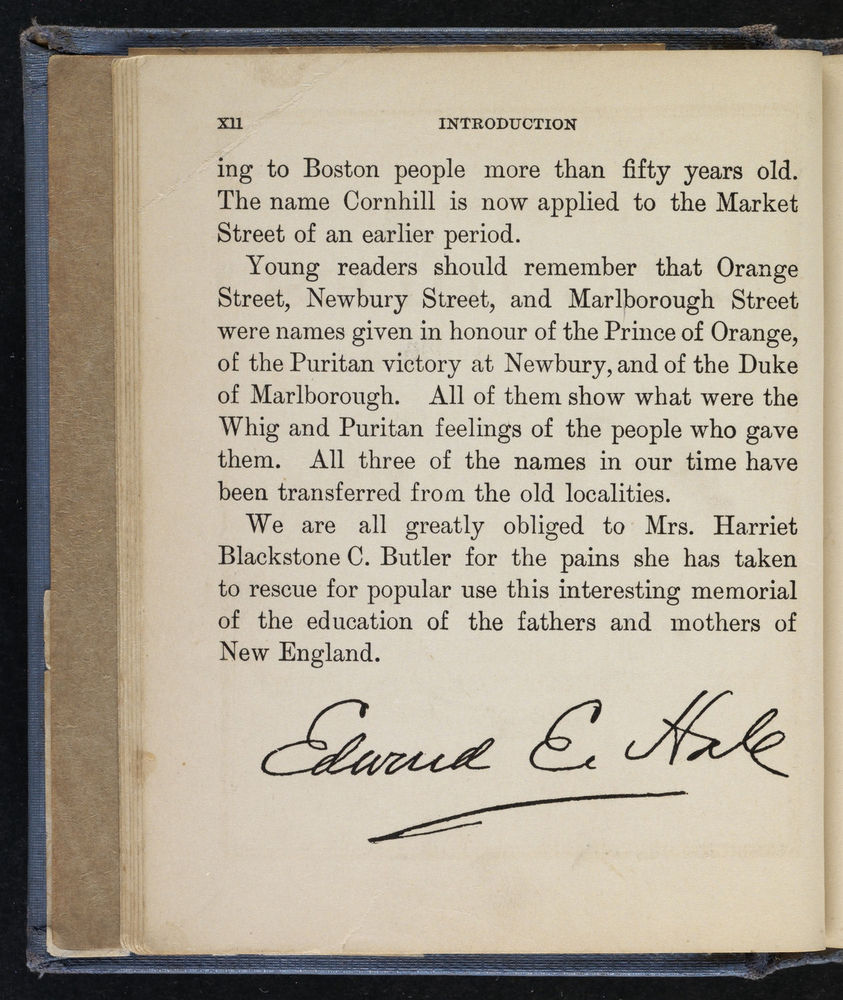 xii
INTRODUCTION
ing to Boston people more than fifty years old.
The name Cornhill is now applied to the Market
Street of an earlier period.
Young readers should remember that Orange
Street, Newbury Street, and Marlborough Street
were names given in honour of the Prince of Orange,
of the Puritan victory at Newbury, and of the Duke
of Marlborough. All of them show what were the
Whig and Puritan feelings of the people who gave
them. All three of the names in our time have
been transferred from the old localities.
We are all greatly obliged to Mrs. Harriet
Blackstone C. Butler for the pains she has taken
to rescue for popular use this interesting memorial
of the education of the fathers and mothers of
New England.
Edward E. Hale